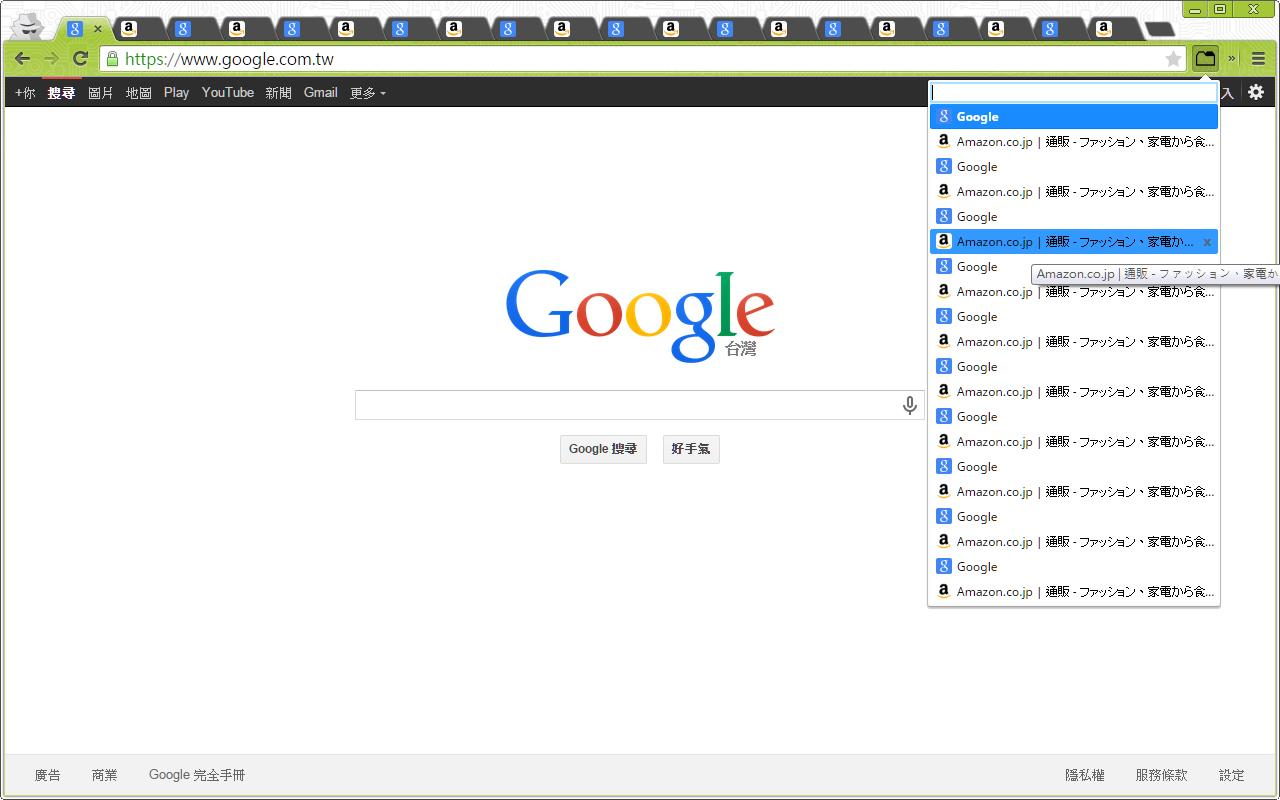 https://www.google.com.tw
+你 搜尋 圖片 地圖 Play YouTube 新聞 Gmail 更多 入
Google
Amazon.co.jp | 通販 - ファッション、家電から食...
Google
Amazon.co.jp | 通販 - ファッション、家電から食...
Google
Amazon.co.jp | 通販 - ファッション、家電か... x
Google
Amazon.co.jp | 通販 - ファッション、家電か
Amazon.co.jp | 通販 - ファッション、家電から食...
Google
Amazon.co.jp | 通販 - ファッション、家電から食...
Google
Amazon.co.jp | 通販 - ファッション、家電から食...
Google
Amazon.co.jp | 通販 - ファッション、家電から食...
Google
Amazon.co.jp | 通販 - ファッション、家電から食...
Google
Amazon.co.jp | 通販 - ファッション、家電から食...
Google
Amazon.co.jp | 通販 - ファッション、家電から食...
Google
台灣
Google 搜尋 好手氣
廣告 商業 Google 完全手冊 隱私權 服務條款 設定